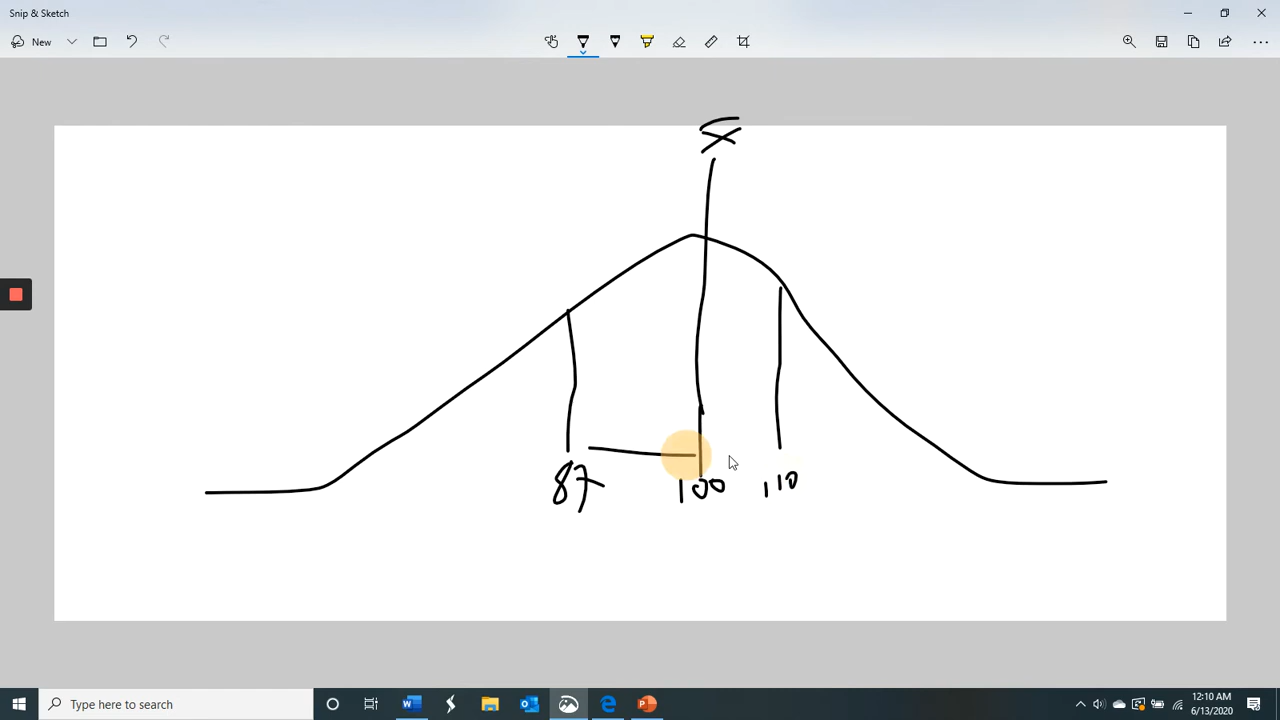 Snip & Sketch
New
X̄
87 100 110
Type here to search
12:10 AM
6/13/2020